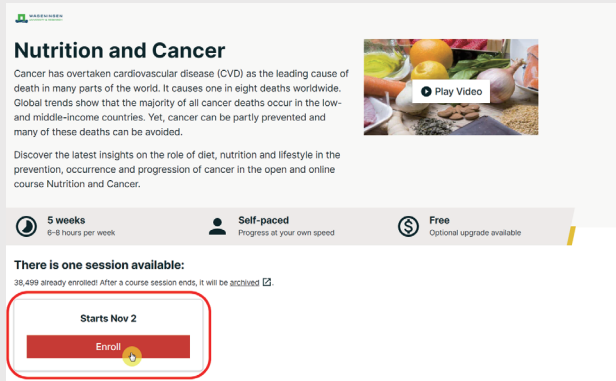 WAGENINGEN
UNIVERSITY & RESEARCH
Nutrition and Cancer
Cancer has overtaken cardiovascular disease (CVD) as the leading cause of
death in many parts of the world. It causes one in eight deaths worldwide.
Global trends show that the majority of all cancer deaths occur in the low-
and middle-income countries. Yet, cancer can be partly prevented and
many of these deaths can be avoided.
Discover the latest insights on the role of diet, nutrition and lifestyle in the
prevention, occurrence and progression of cancer in the open and online
course Nutrition and Cancer.
Play Video
5 weeks
6–8 hours per week
Self-paced
Progress at your own speed
Free
Optional upgrade available
There is one session available:
38,499 already enrolled! After a course session ends, it will be archived.
Starts Nov 2
Enroll